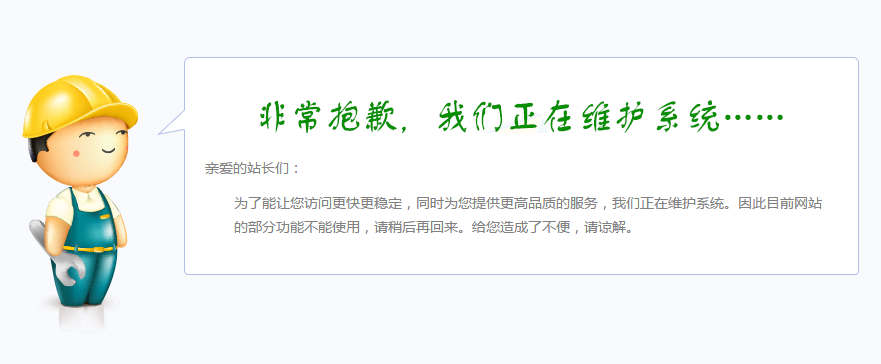 非常抱歉，我们正在维护系统……
亲爱的站长们：
为了能让您访问更快更稳定，同时为您提供更高品质的服务，我们正在维护系统。因此目前网站
的部分功能不能使用，请稍后再回来。给您造成了不便，请谅解。